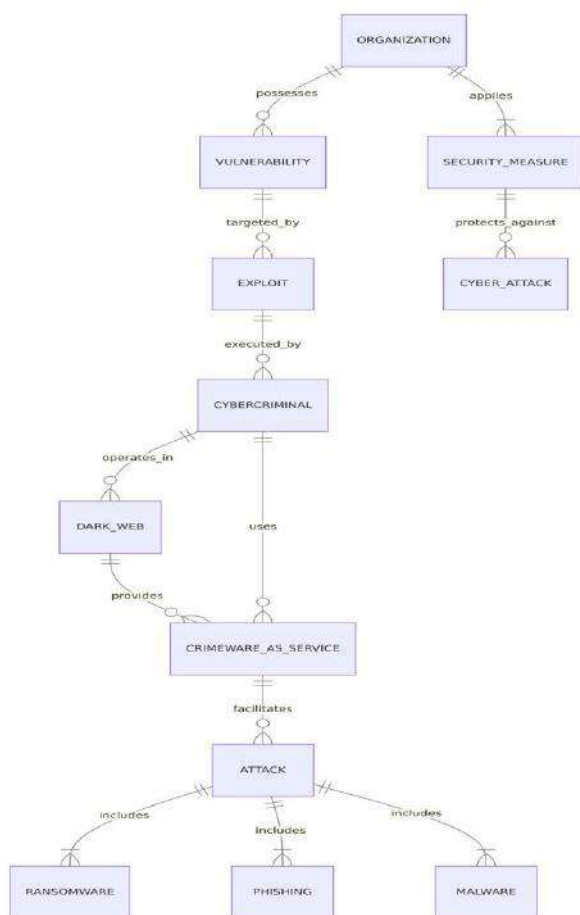 ORGANIZATION
possesses
applies
VULNERABILITY
SECURITY_MEASURE
targeted_by
protects_against
EXPLOIT
CYBER_ATTACK
executed_by
CYBERCRIMINAL
operates_in
DARK_WEB
uses
provides
CRIMEWARE_AS_SERVICE
facilitates
ATTACK
includes
includes
includes
RANSOMWARE
PHISHING
MALWARE